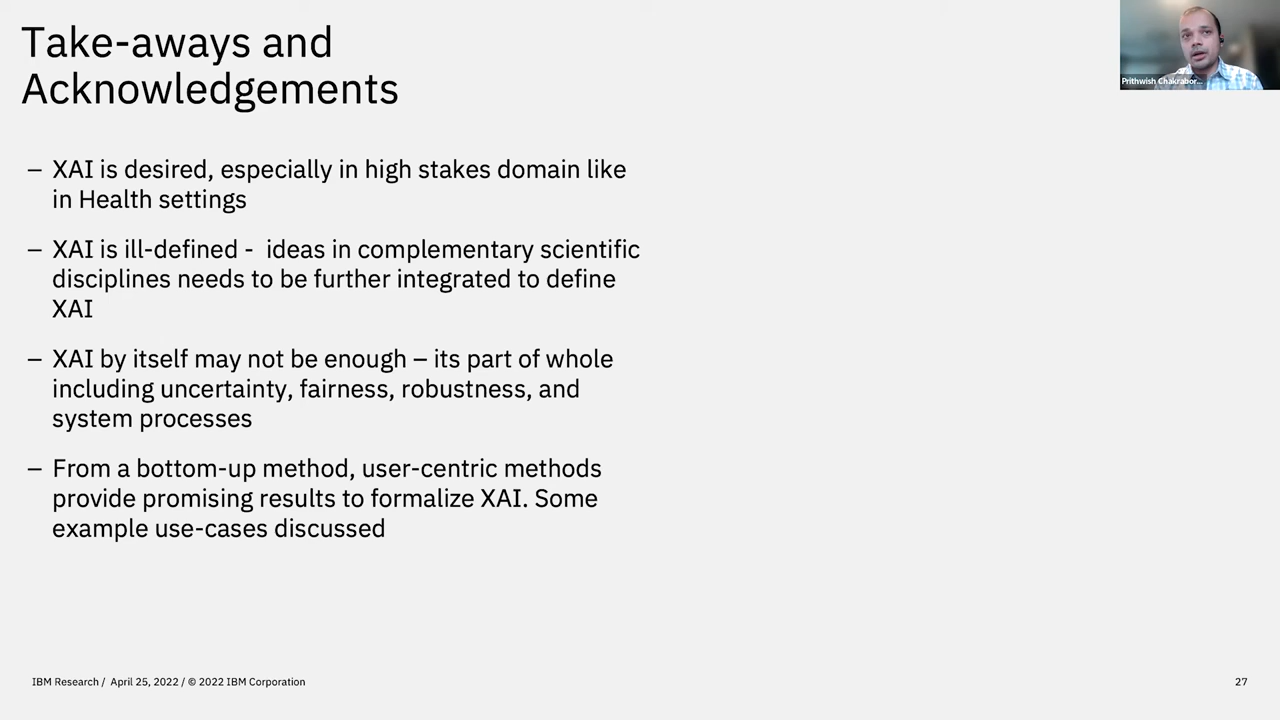 Take-aways and
Acknowledgements
Prithwish Chakrabor...
– XAI is desired, especially in high stakes domain like
in Health settings
– XAI is ill-defined -  ideas in complementary scientific
disciplines needs to be further integrated to define
XAI
– XAI by itself may not be enough – its part of whole
including uncertainty, fairness, robustness, and
system processes
– From a bottom-up method, user-centric methods
provide promising results to formalize XAI. Some
example use-cases discussed
IBM Research /  April 25, 2022 / © 2022 IBM Corporation
27